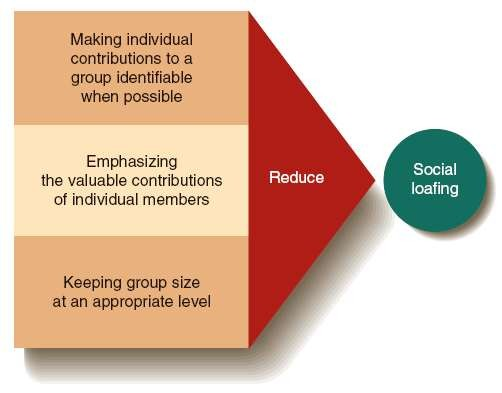 Making individual
contributions to a
group identifiable
when possible
Emphasizing
the valuable contributions
of individual members
Keeping group size
at an appropriate level
Reduce
Social
loafing